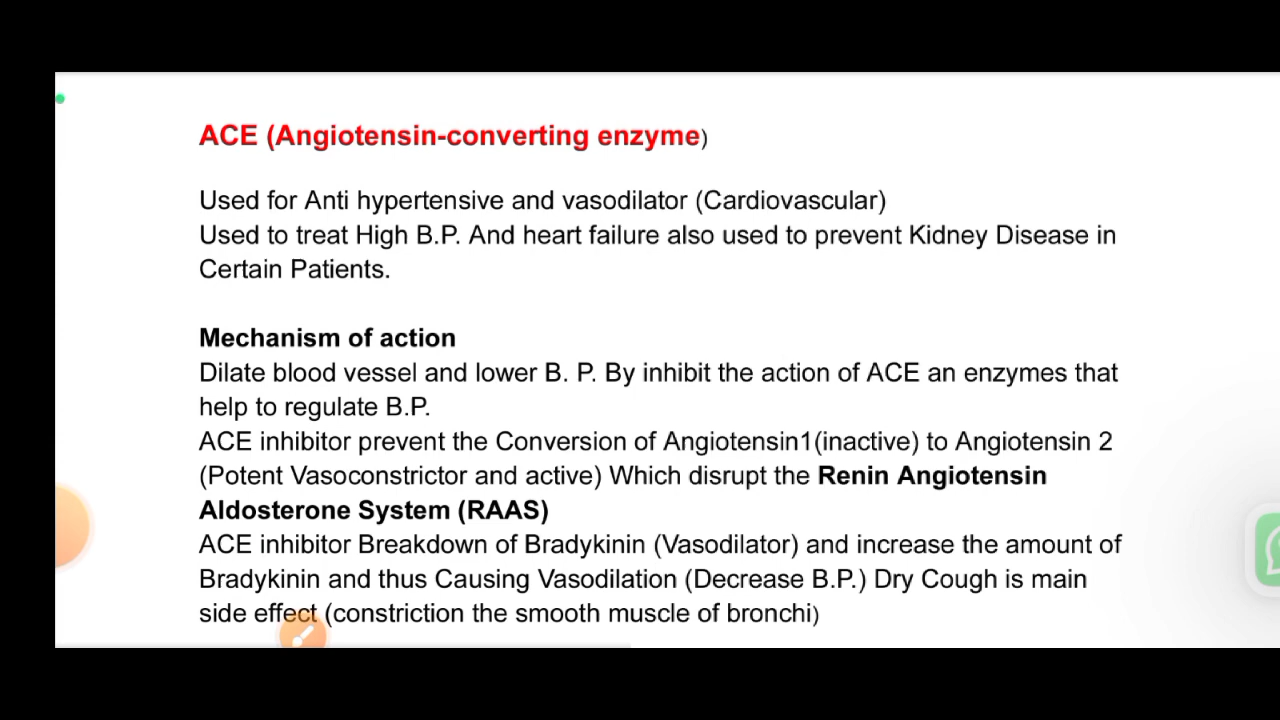 ACE (Angiotensin-converting enzyme)
Used for Anti hypertensive and vasodilator (Cardiovascular)
Used to treat High B.P. And heart failure also used to prevent Kidney Disease in
Certain Patients.
Mechanism of action
Dilate blood vessel and lower B. P. By inhibit the action of ACE an enzymes that
help to regulate B.P.
ACE inhibitor prevent the Conversion of Angiotensin1(inactive) to Angiotensin 2
(Potent Vasoconstrictor and active) Which disrupt the Renin Angiotensin
Aldosterone System (RAAS)
ACE inhibitor Breakdown of Bradykinin (Vasodilator) and increase the amount of
Bradykinin and thus Causing Vasodilation (Decrease B.P.) Dry Cough is main
side effect (constriction the smooth muscle of bronchi)